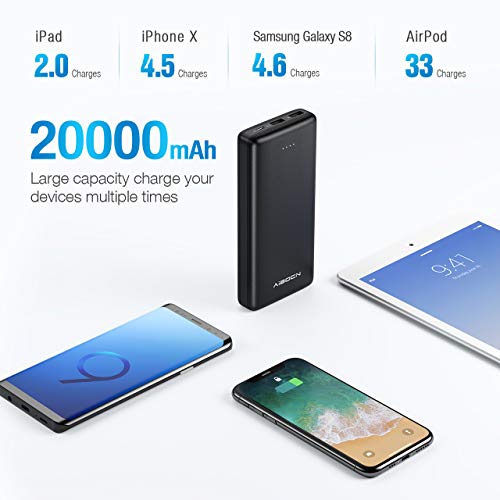 iPad
2.0 Charges
iPhone X
4.5 Charges
Samsung Galaxy S8
4.6 Charges
AirPod
33 Charges
20000mAh
Large capacity charge your
devices multiple times
AIBOCN
9:41